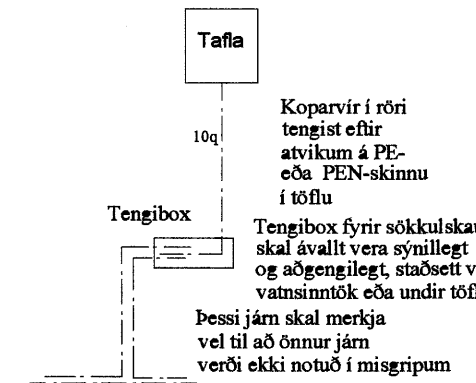 Tafla
Koparvír í röri
tengist eftir
atvikum á PE-
eða PEN-skinnu
í töflu
10q
Tengibox
Tengibox fyrir sökkulskau
skal ávallt vera sýnillegt
og aðgengilegt, staðsett v
vatnsinntök eða undir töfl
Þessi járn skal merkja
vel til að önnur járn
verði ekki notuð í misgripum